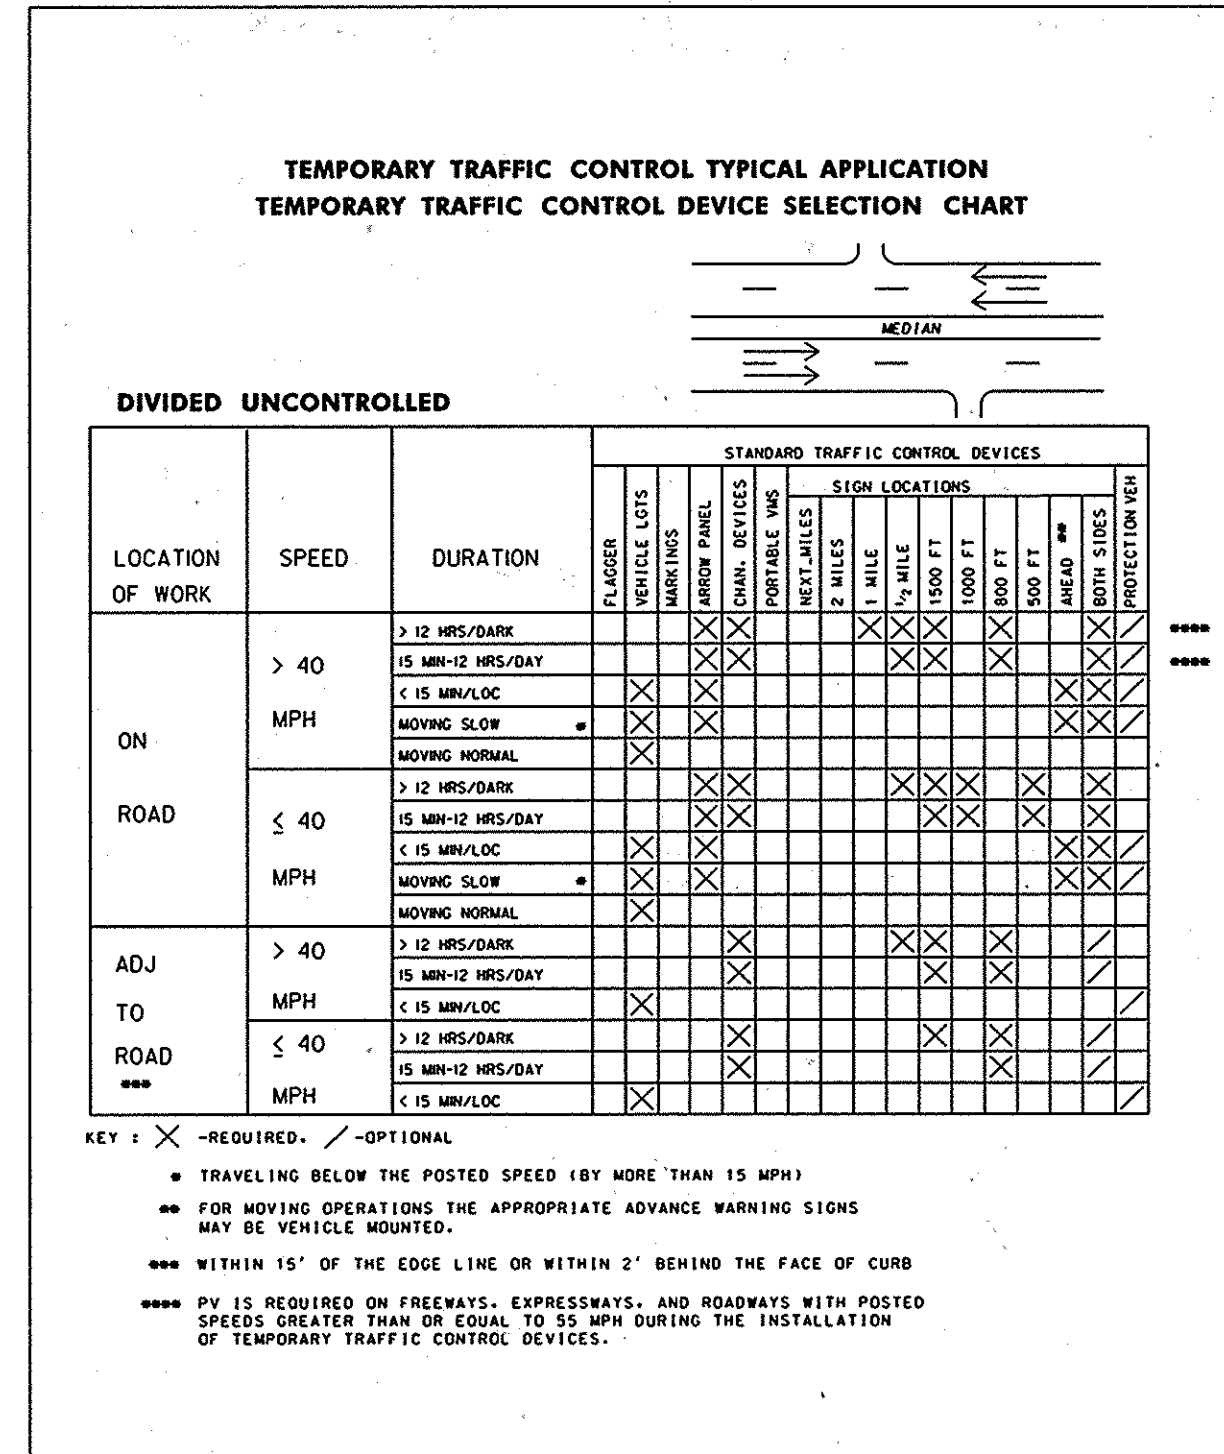 TEMPORARY TRAFFIC CONTROL TYPICAL APPLICATION
TEMPORARY TRAFFIC CONTROL DEVICE SELECTION CHART
MEDIAN
DIVIDED UNCONTROLLED
STANDARD TRAFFIC CONTROL DEVICES
SIGN LOCATIONS
LOCATION
OF WORK
SPEED
DURATION
FLAGGER
VEHICLE LGTS
MARKINGS
ARROW PANEL
CHAN. DEVICES
PORTABLE VMS
NEXT_MILES
2 MILES
1 MILE
1/2 MILE
1500 FT
1000 FT
800 FT
500 FT
AHEAD **
BOTH SIDES
PROTECTION VEH
ON
ROAD
> 40
MPH
> 12 HRS/DARK ****
15 MIN-12 HRS/DAY ****
< 15 MIN/LOC
MOVING SLOW *
MOVING NORMAL
≤ 40
MPH
> 12 HRS/DARK
15 MIN-12 HRS/DAY
< 15 MIN/LOC
MOVING SLOW *
MOVING NORMAL
ADJ
TO
ROAD
***
> 40
MPH
> 12 HRS/DARK
15 MIN-12 HRS/DAY
< 15 MIN/LOC
≤ 40
MPH
> 12 HRS/DARK
15 MIN-12 HRS/DAY
< 15 MIN/LOC
KEY : X -REQUIRED. / -OPTIONAL
* TRAVELING BELOW THE POSTED SPEED (BY MORE THAN 15 MPH)
** FOR MOVING OPERATIONS THE APPROPRIATE ADVANCE WARNING SIGNS
MAY BE VEHICLE MOUNTED.
*** WITHIN 15' OF THE EDGE LINE OR WITHIN 2' BEHIND THE FACE OF CURB
**** PV IS REQUIRED ON FREEWAYS. EXPRESSWAYS. AND ROADWAYS WITH POSTED
SPEEDS GREATER THAN OR EQUAL TO 55 MPH DURING THE INSTALLATION
OF TEMPORARY TRAFFIC CONTROL DEVICES.